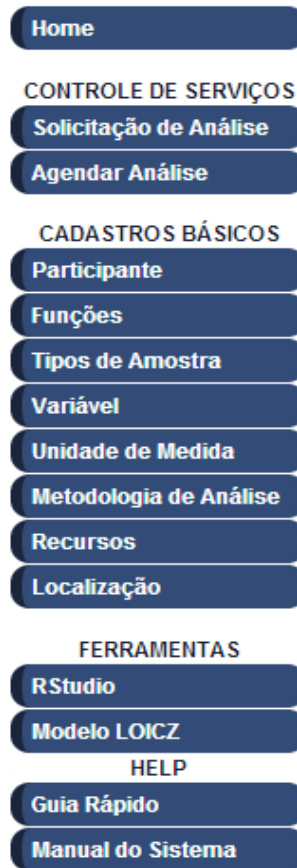 Home
CONTROLE DE SERVIÇOS
Solicitação de Análise
Agendar Análise
CADASTROS BÁSICOS
Participante
Funções
Tipos de Amostra
Variável
Unidade de Medida
Metodologia de Análise
Recursos
Localização
FERRAMENTAS
RStudio
Modelo LOICZ
HELP
Guia Rápido
Manual do Sistema